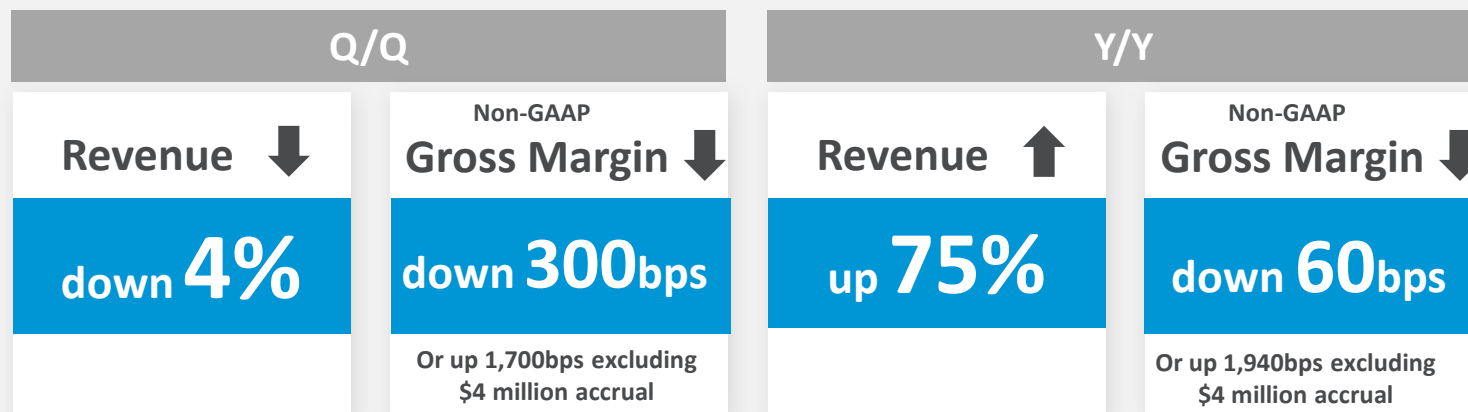 Q/Q
Revenue
down 4%
Non-GAAP
Gross Margin
down 300bps
Or up 1,700bps excluding
$4 million accrual
Y/Y
Revenue
up 75%
Non-GAAP
Gross Margin
down 60bps
Or up 1,940bps excluding
$4 million accrual